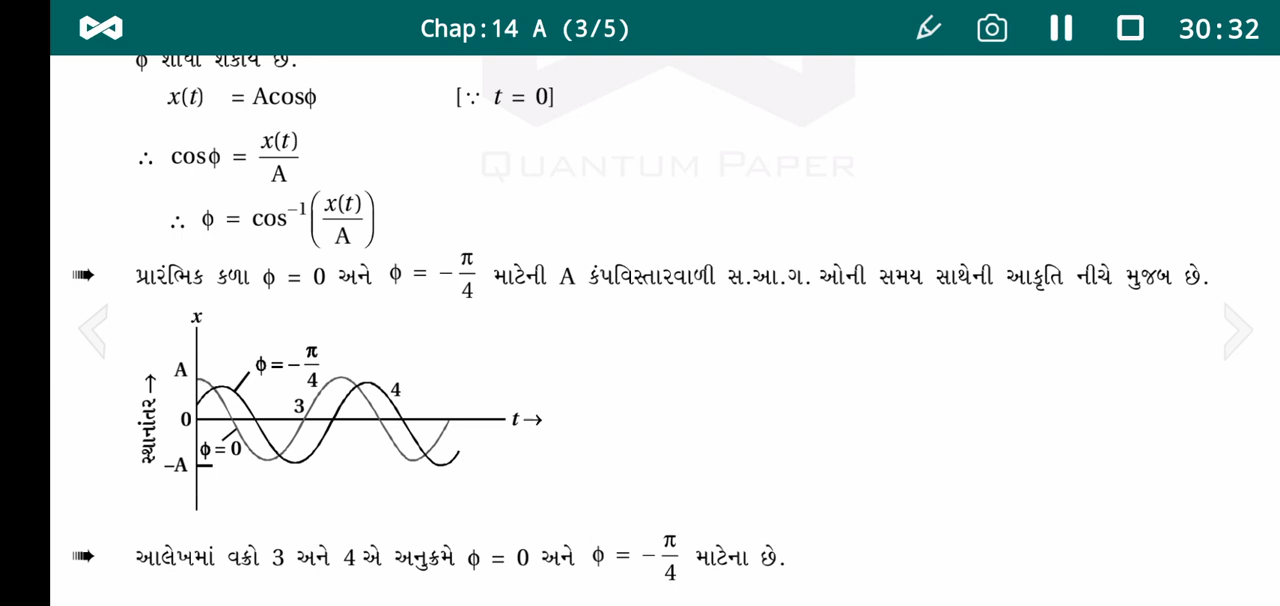 Chap:14 A (3/5)
30:32
φ શોધી શકાય છે.
x(t) = Acosφ [∵ t = 0]
QUANTUM PAPER
∴ cosφ = x(t)/A
∴ φ = cos⁻¹(x(t)/A)
પ્રારંભિક કળા φ = 0 અને φ = −π/4 માટેની A કંપવિસ્તારવાળી સ.આ.ગ. ઓની સમય સાથેની આકૃતિ નીચે મુજબ છે.
x
A
φ = −π/4
3
4
0
t→
સ્થાનાંતર →
φ = 0
−A
આલેખમાં વક્રો 3 અને 4 એ અનુક્રમે φ = 0 અને φ = −π/4 માટેના છે.